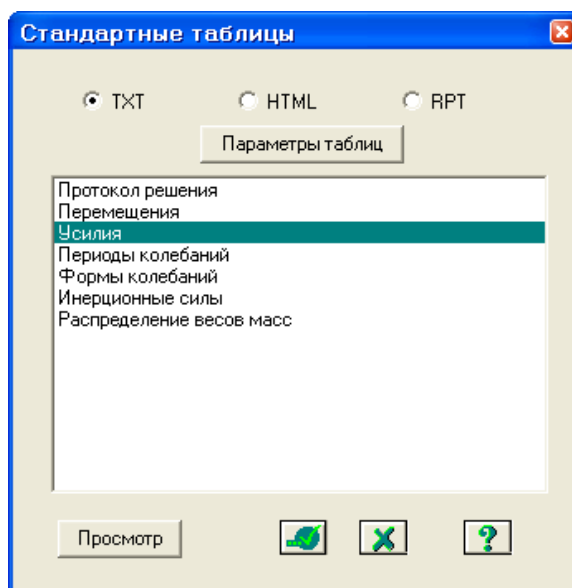 Стандартные таблицы
TXT HTML RPT
Параметры таблиц
Протокол решения
Перемещения
Усилия
Периоды колебаний
Формы колебаний
Инерционные силы
Распределение весов масс
Просмотр